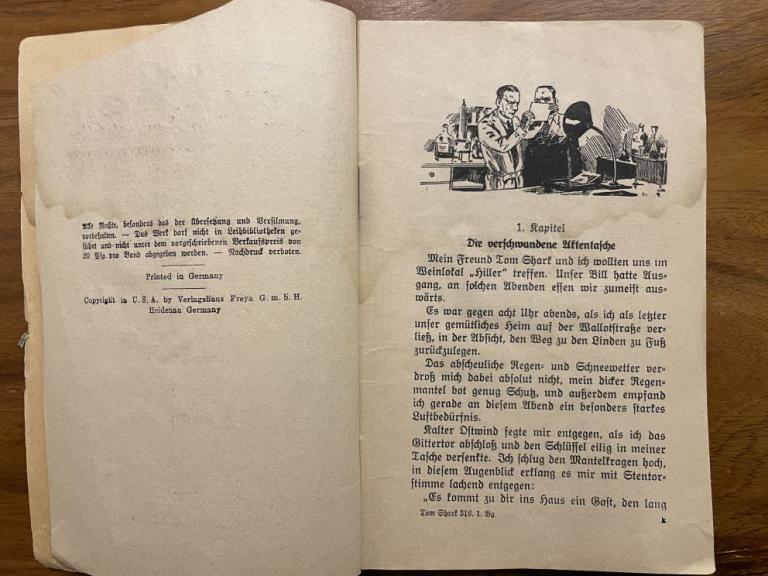 Alle Rechte, besonders das der Übersetzung und Verfilmung,
vorbehalten. — Das Werk darf nicht in Leihbibliotheken ge-
führt und nicht unter dem vorgeschriebenen Verkaufspreis von
20 Pfg. pro Band abgegeben werden. — Nachdruck verboten.
Printed in Germany
Copyright in U. S. A. by Verlagshaus Freya G. m. b. H.
Heidenau Germany
1. Kapitel
Die verschwundene Aktentasche
Mein Freund Tom Shark und ich wollten uns im
Weinlokal „Hiller“ treffen. Unser Bill hatte Aus-
gang, an solchen Abenden essen wir zumeist aus-
wärts.
Es war gegen acht Uhr abends, als ich als letzter
unser gemütliches Heim auf der Wallotstraße ver-
ließ, in der Absicht, den Weg zu den Linden zu Fuß
zurückzulegen.
Das abscheuliche Regen- und Schneewetter ver-
droß mich dabei absolut nicht, mein dicker Regen-
mantel bot genug Schutz, und außerdem empfand
ich gerade an diesem Abend ein besonders starkes
Luftbedürfnis.
Kalter Ostwind fegte mir entgegen, als ich das
Gittertor abschloß und den Schlüssel eilig in meiner
Tasche versenkte. Ich schlug den Mantelkragen hoch,
in diesem Augenblick erklang es mir mit Stentor-
stimme lachend entgegen:
„Es kommt zu dir ins Haus ein Gast, den lang
Tom Shark 316. 1. Bg.